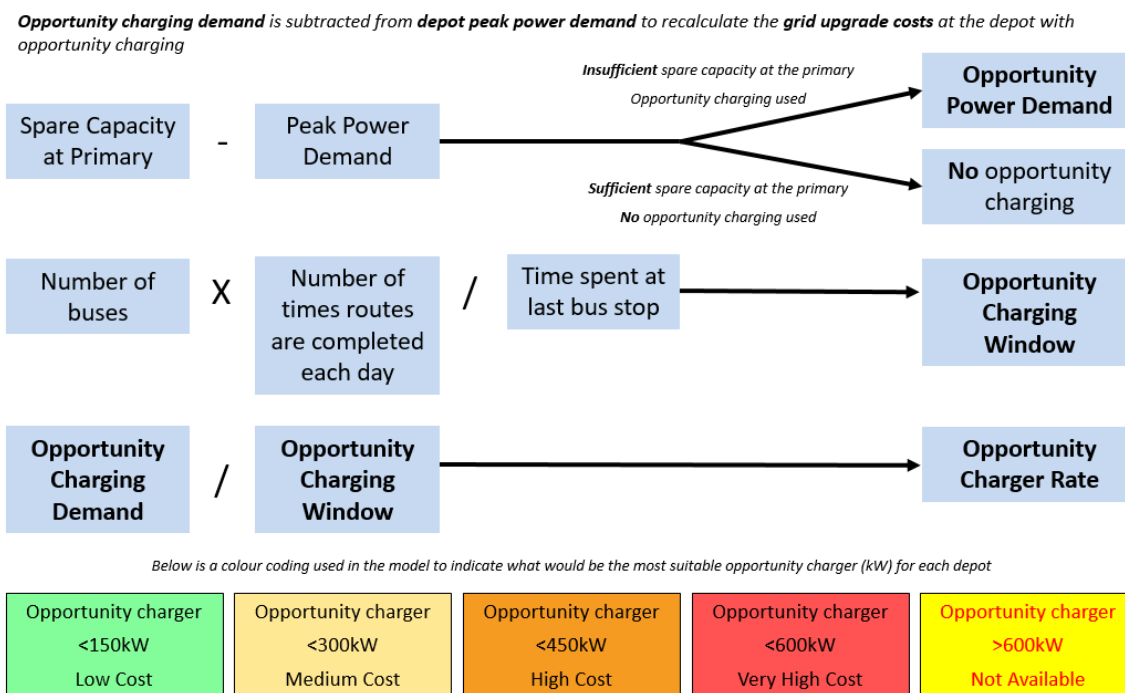 Opportunity charging demand is subtracted from depot peak power demand to recalculate the grid upgrade costs at the depot with
opportunity charging
Insufficient spare capacity at the primary
Opportunity charging used
Opportunity
Power Demand
Spare Capacity
at Primary
-
Peak Power
Demand
Sufficient spare capacity at the primary
No opportunity charging used
No opportunity
charging
Number of
buses
X
Number of
times routes
are completed
each day
/
Time spent at
last bus stop
Opportunity
Charging
Window
Opportunity
Charging
Demand
/
Opportunity
Charging
Window
Opportunity
Charger Rate
Below is a colour coding used in the model to indicate what would be the most suitable opportunity charger (kW) for each depot
Opportunity charger
<150kW
Low Cost
Opportunity charger
<300kW
Medium Cost
Opportunity charger
<450kW
High Cost
Opportunity charger
<600kW
Very High Cost
Opportunity charger
>600kW
Not Available